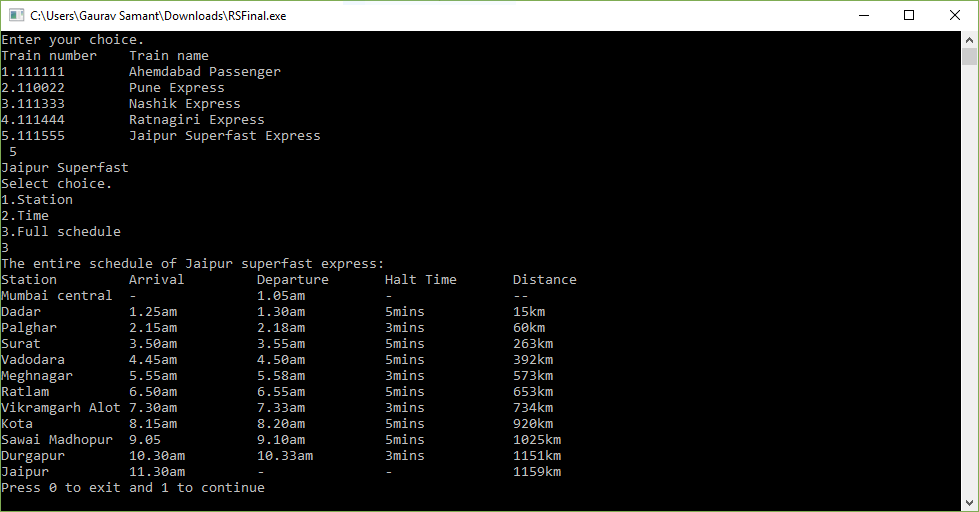 C:\Users\Gaurav Samant\Downloads\RSFinal.exe
Enter your choice.
Train number    Train name
1.111111        Ahemdabad Passenger
2.110022        Pune Express
3.111333        Nashik Express
4.111444        Ratnagiri Express
5.111555        Jaipur Superfast Express
 5
Jaipur Superfast
Select choice.
1.Station
2.Time
3.Full schedule
3
The entire schedule of Jaipur superfast express:
Station         Arrival         Departure       Halt Time       Distance
Mumbai central  -               1.05am          -               --
Dadar           1.25am          1.30am          5mins           15km
Palghar         2.15am          2.18am          3mins           60km
Surat           3.50am          3.55am          5mins           263km
Vadodara        4.45am          4.50am          5mins           392km
Meghnagar       5.55am          5.58am          3mins           573km
Ratlam          6.50am          6.55am          5mins           653km
Vikramgarh Alot 7.30am          7.33am          3mins           734km
Kota            8.15am          8.20am          5mins           920km
Sawai Madhopur  9.05            9.10am          5mins           1025km
Durgapur        10.30am         10.33am         3mins           1151km
Jaipur          11.30am         -               -               1159km
Press 0 to exit and 1 to continue